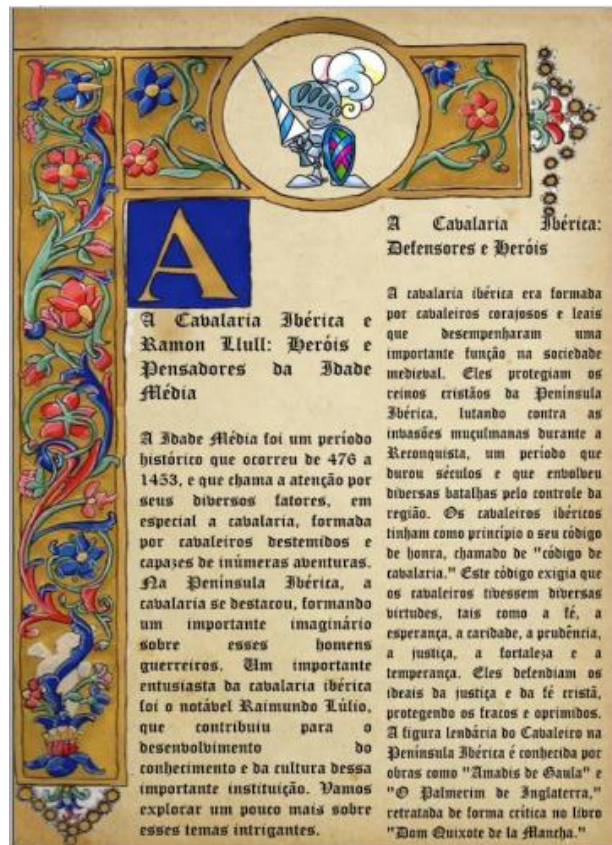 A
A Cavalaria Ibérica e
Ramon Llull: Heróis e
Pensadores da Idade
Média
A Idade Média foi um período
histórico que ocorreu de 476 a
1453, e que chama a atenção por
seus diversos fatores, em
especial a cavalaria, formada
por cavaleiros destemidos e
capazes de inúmeras aventuras.
Na Península Ibérica, a
cavalaria se destacou, formando
um importante imaginário
sobre esses homens
guerreiros. Um importante
entusiasta da cavalaria ibérica
foi o notável Raimundo Lúlio,
que contribuiu para o
desenvolvimento do
conhecimento e da cultura dessa
importante instituição. Vamos
explorar um pouco mais sobre
esses temas intrigantes.
A Cavalaria Ibérica:
Defensores e Heróis
A cavalaria ibérica era formada
por cavaleiros corajosos e leais
que desempenharam uma
importante função na sociedade
medieval. Eles protegiam os
reinos cristãos da Península
Ibérica, lutando contra as
invasões muçulmanas durante a
Reconquista, um período que
durou séculos e que envolveu
diversas batalhas pelo controle da
região. Os cavaleiros ibéricos
tinham como princípio o seu código
de honra, chamado de "código de
cavalaria." Este código exigia que
os cavaleiros tivessem diversas
virtudes, tais como a fé, a
esperança, a caridade, a prudência,
a justiça, a fortaleza e a
temperança. Eles defendiam os
ideais da justiça e da fé cristã,
protegendo os fracos e oprimidos.
A figura lendária do Cavaleiro na
Península Ibérica é conhecida por
obras como "Amadis de Gaula" e
"O Palmerim de Inglaterra,"
retratada de forma crítica no livro
"Dom Quixote de la Mancha."